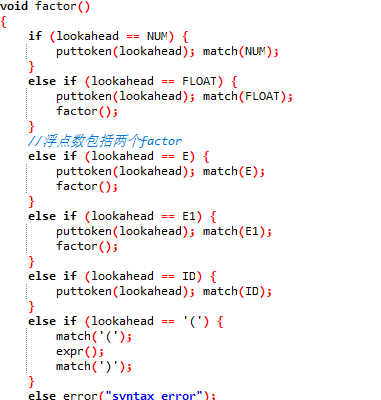 void factor()
{
    if (lookahead == NUM) {
        puttoken(lookahead); match(NUM);
    }
    else if (lookahead == FLOAT) {
        puttoken(lookahead); match(FLOAT);
        factor();
    }
    //浮点数包括两个factor
    else if (lookahead == E) {
        puttoken(lookahead); match(E);
        factor();
    }
    else if (lookahead == E1) {
        puttoken(lookahead); match(E1);
        factor();
    }
    else if (lookahead == ID) {
        puttoken(lookahead); match(ID);
    }
    else if (lookahead == '(') {
        match('(');
        expr();
        match(')');
    }
    else error("syntax error");